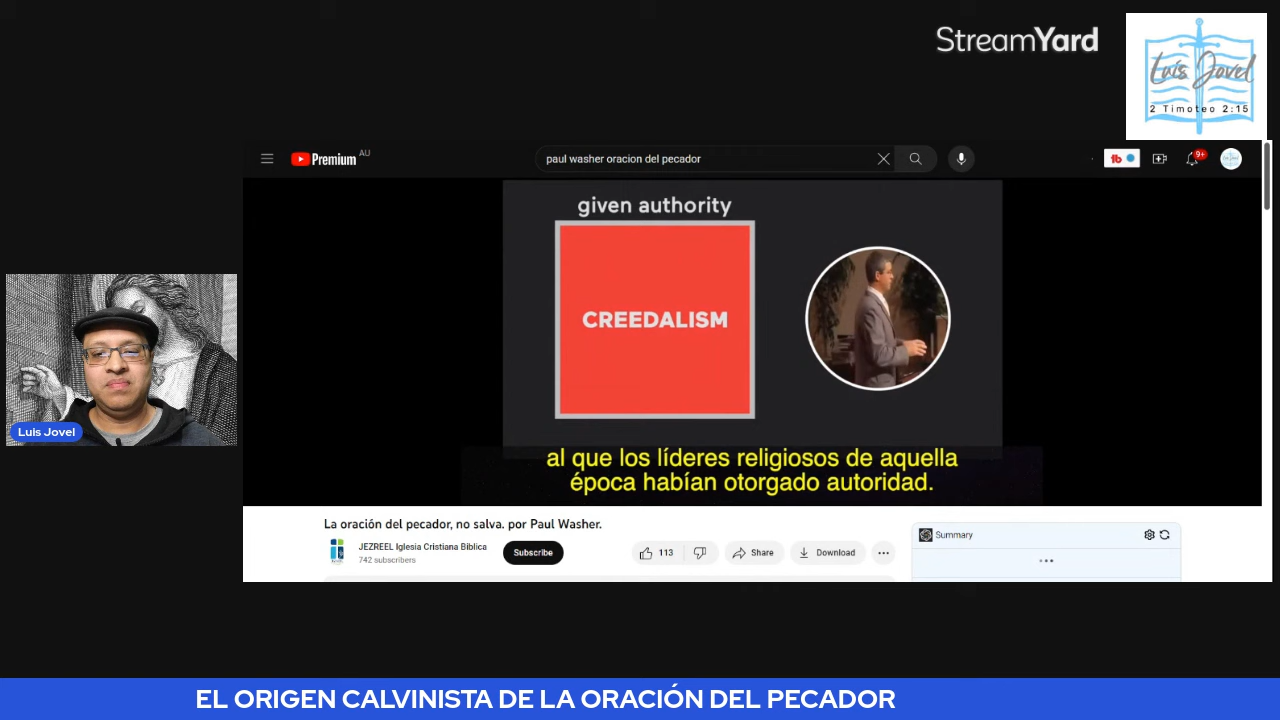 StreamYard
Luis Jovel
2 Timoteo 2:15
Premium AU
paul washer oracion del pecador
9+
given authority
CREEDALISM
al que los líderes religiosos de aquella
época habían otorgado autoridad.
Luis Jovel
La oración del pecador, no salva. por Paul Washer.
JEZREEL Iglesia Cristiana Biblica
742 subscribers
Subscribe
113
Share
Download
Summary
EL ORIGEN CALVINISTA DE LA ORACIÓN DEL PECADOR